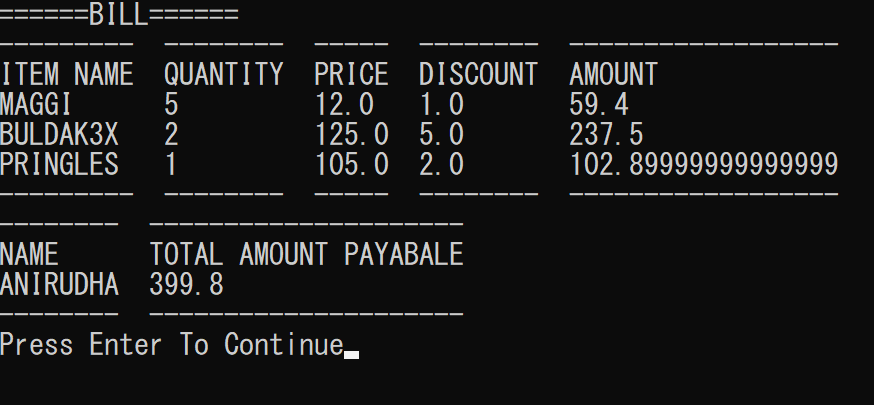 ======BILL======
---------  --------  -----  --------  ------------------
ITEM NAME  QUANTITY  PRICE  DISCOUNT  AMOUNT
MAGGI      5         12.0   1.0       59.4
BULDAK3X   2         125.0  5.0       237.5
PRINGLES   1         105.0  2.0       102.89999999999999
---------  --------  -----  --------  ------------------
--------  ---------------------
NAME      TOTAL AMOUNT PAYABALE
ANIRUDHA  399.8
--------  ---------------------
Press Enter To Continue